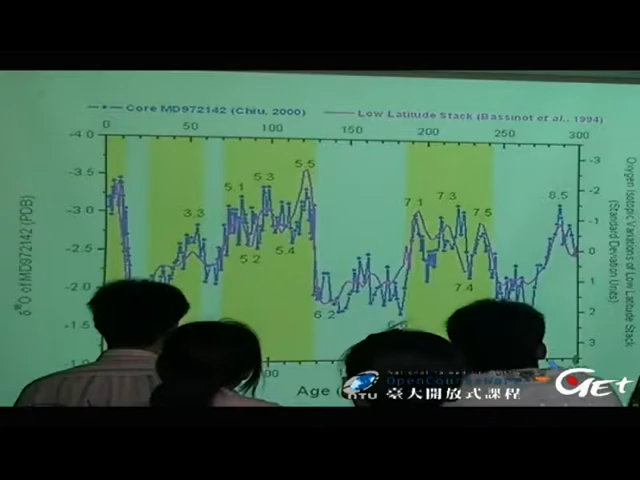 Core MD972142 (Chiu, 2000) Low Latitude Stack (Bassinot et al., 1994)
0 50 100 150 200 250 300
-4.0
-3.5
-3.0
-2.5
-2.0
-1.5
-3
-2
-1
0
1
2
3
δ18O of MD972142 (PDB)
Oxygen Isotopic Variations of Low Latitude Stack
(Standard Deviation Units)
5.5
5.3
5.1
3.3
5.2
5.4
6.2
7.1
7.3
7.5
7.4
8.5
Age
OpenCourseWare
NTU 臺大開放式課程
GET